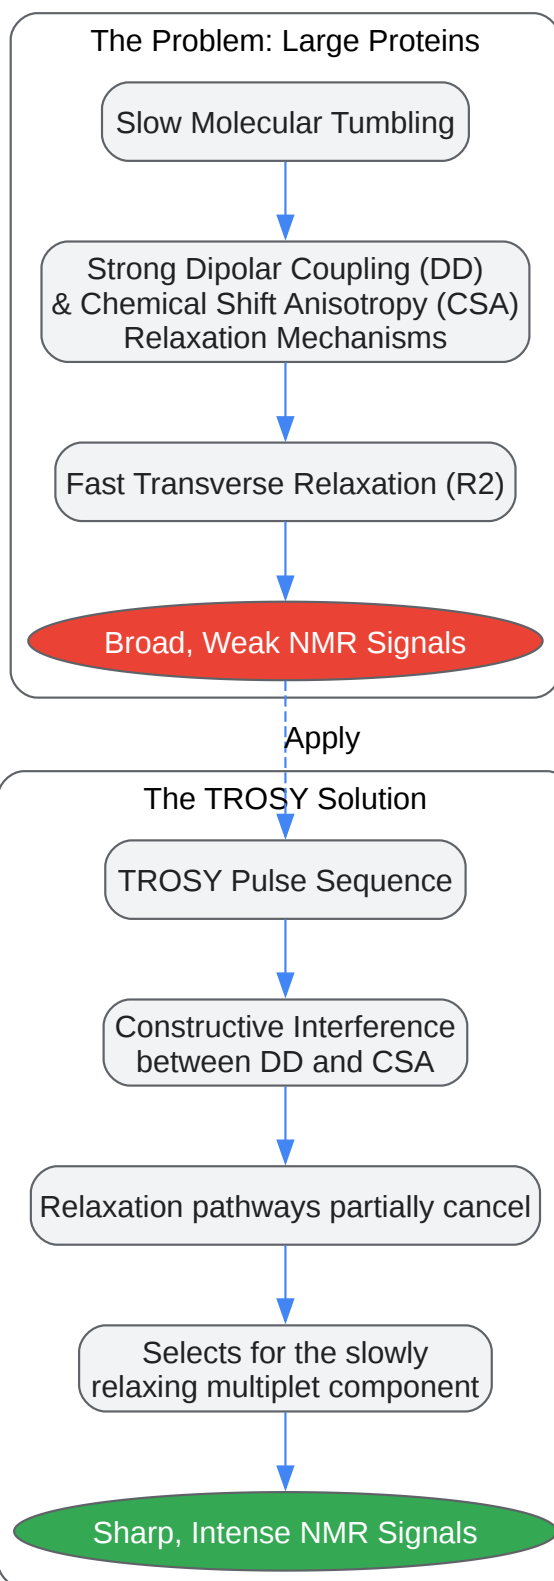 The Problem: Large Proteins
Slow Molecular Tumbling
Strong Dipolar Coupling (DD)
& Chemical Shift Anisotropy (CSA)
Relaxation Mechanisms
Fast Transverse Relaxation (R2)
Broad, Weak NMR Signals
Apply
The TROSY Solution
TROSY Pulse Sequence
Constructive Interference
between DD and CSA
Relaxation pathways partially cancel
Selects for the slowly
relaxing multiplet component
Sharp, Intense NMR Signals